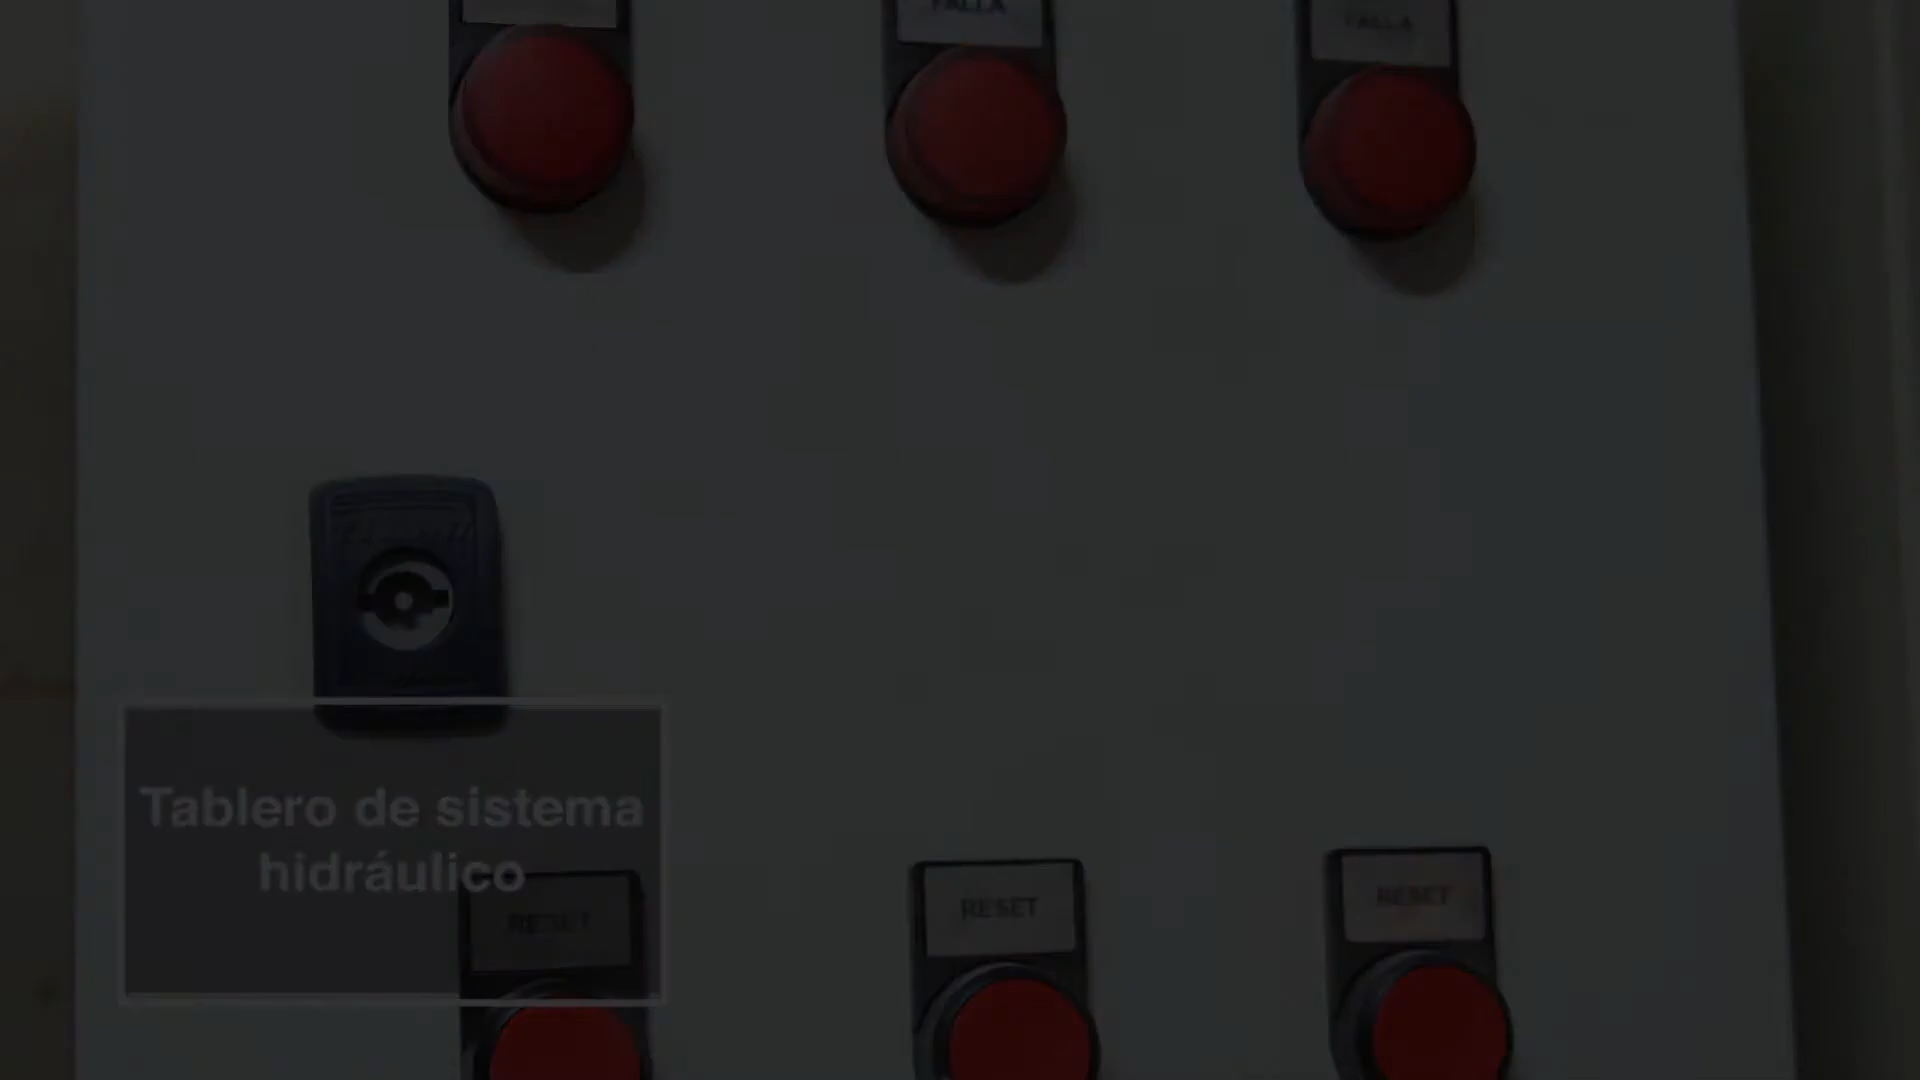 FALLA
FALLA
Tablero de sistema
hidráulico
RESET
RESET
RESET